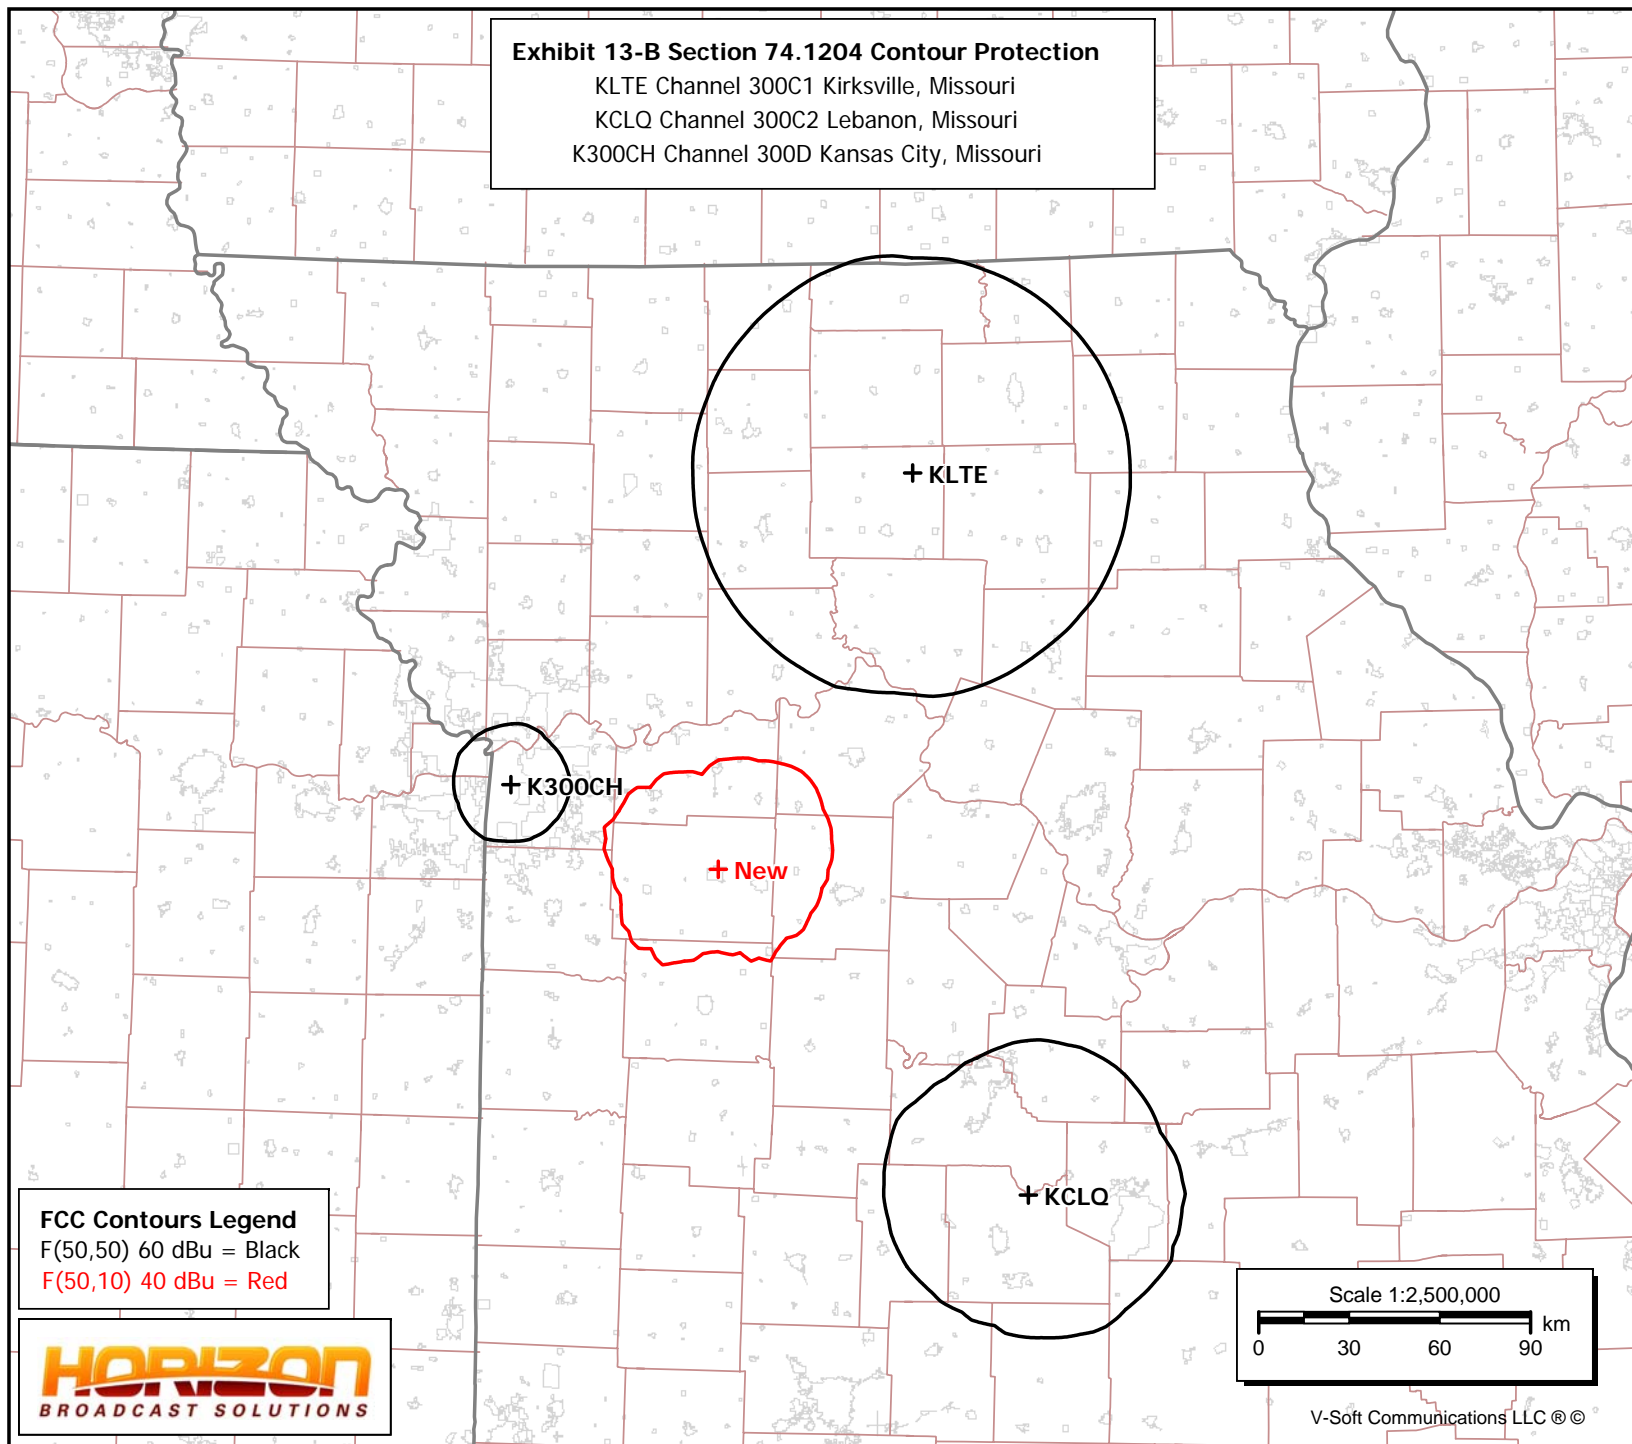 Exhibit 13-B Section 74.1204 Contour Protection
KLTE Channel 300C1 Kirksville, Missouri
KCLQ Channel 300C2 Lebanon, Missouri
K300CH Channel 300D Kansas City, Missouri
KLTE
K300CH
New
KCLQ
FCC Contours Legend
F(50,50) 60 dBu = Black
F(50,10) 40 dBu = Red
Scale 1:2,500,000
km
0 30 60 90
HORIZON
BROADCAST SOLUTIONS
V-Soft Communications LLC ® ©